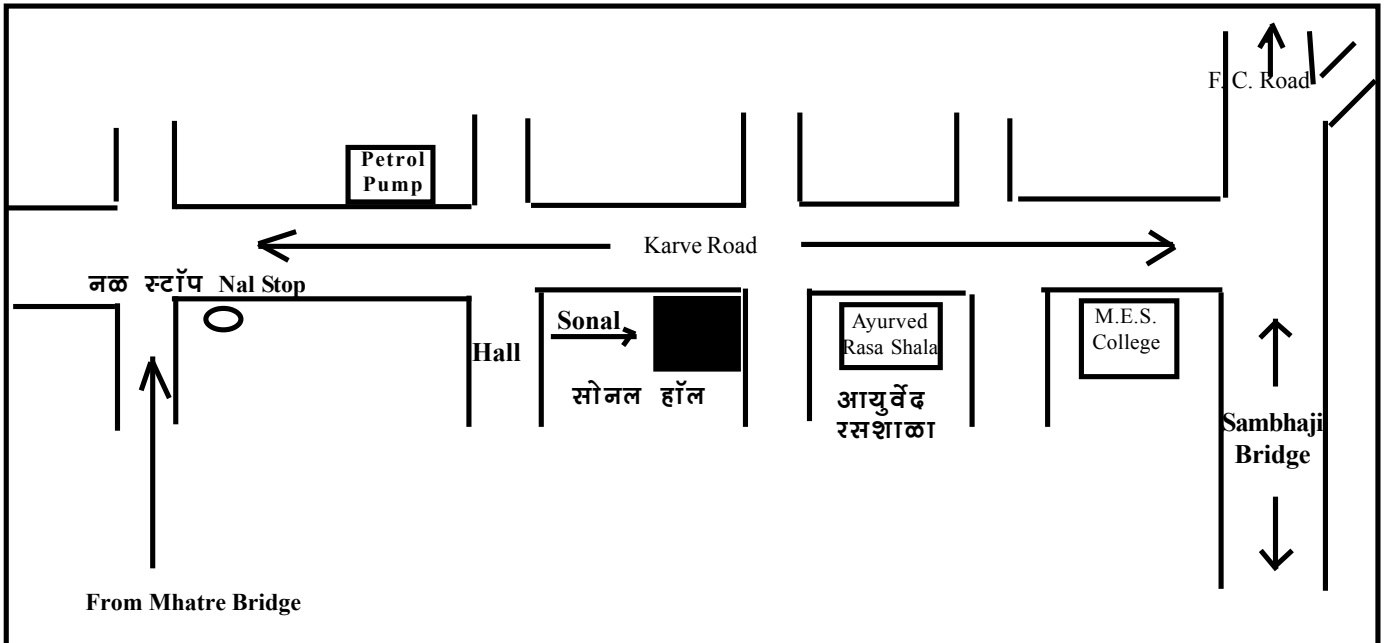 F. C. Road
Petrol
Pump
Karve Road
नळ स्टॉप Nal Stop
Sonal
Hall
सोनल हॉल
Ayurved
Rasa Shala
आयुर्वेद
रसशाळा
M.E.S.
College
Sambhaji
Bridge
From Mhatre Bridge